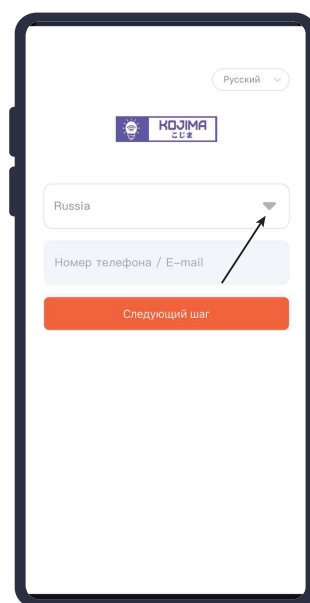 Русский
KOJIMA
こじま
Russia
Номер телефона / E-mail
Следующий шаг